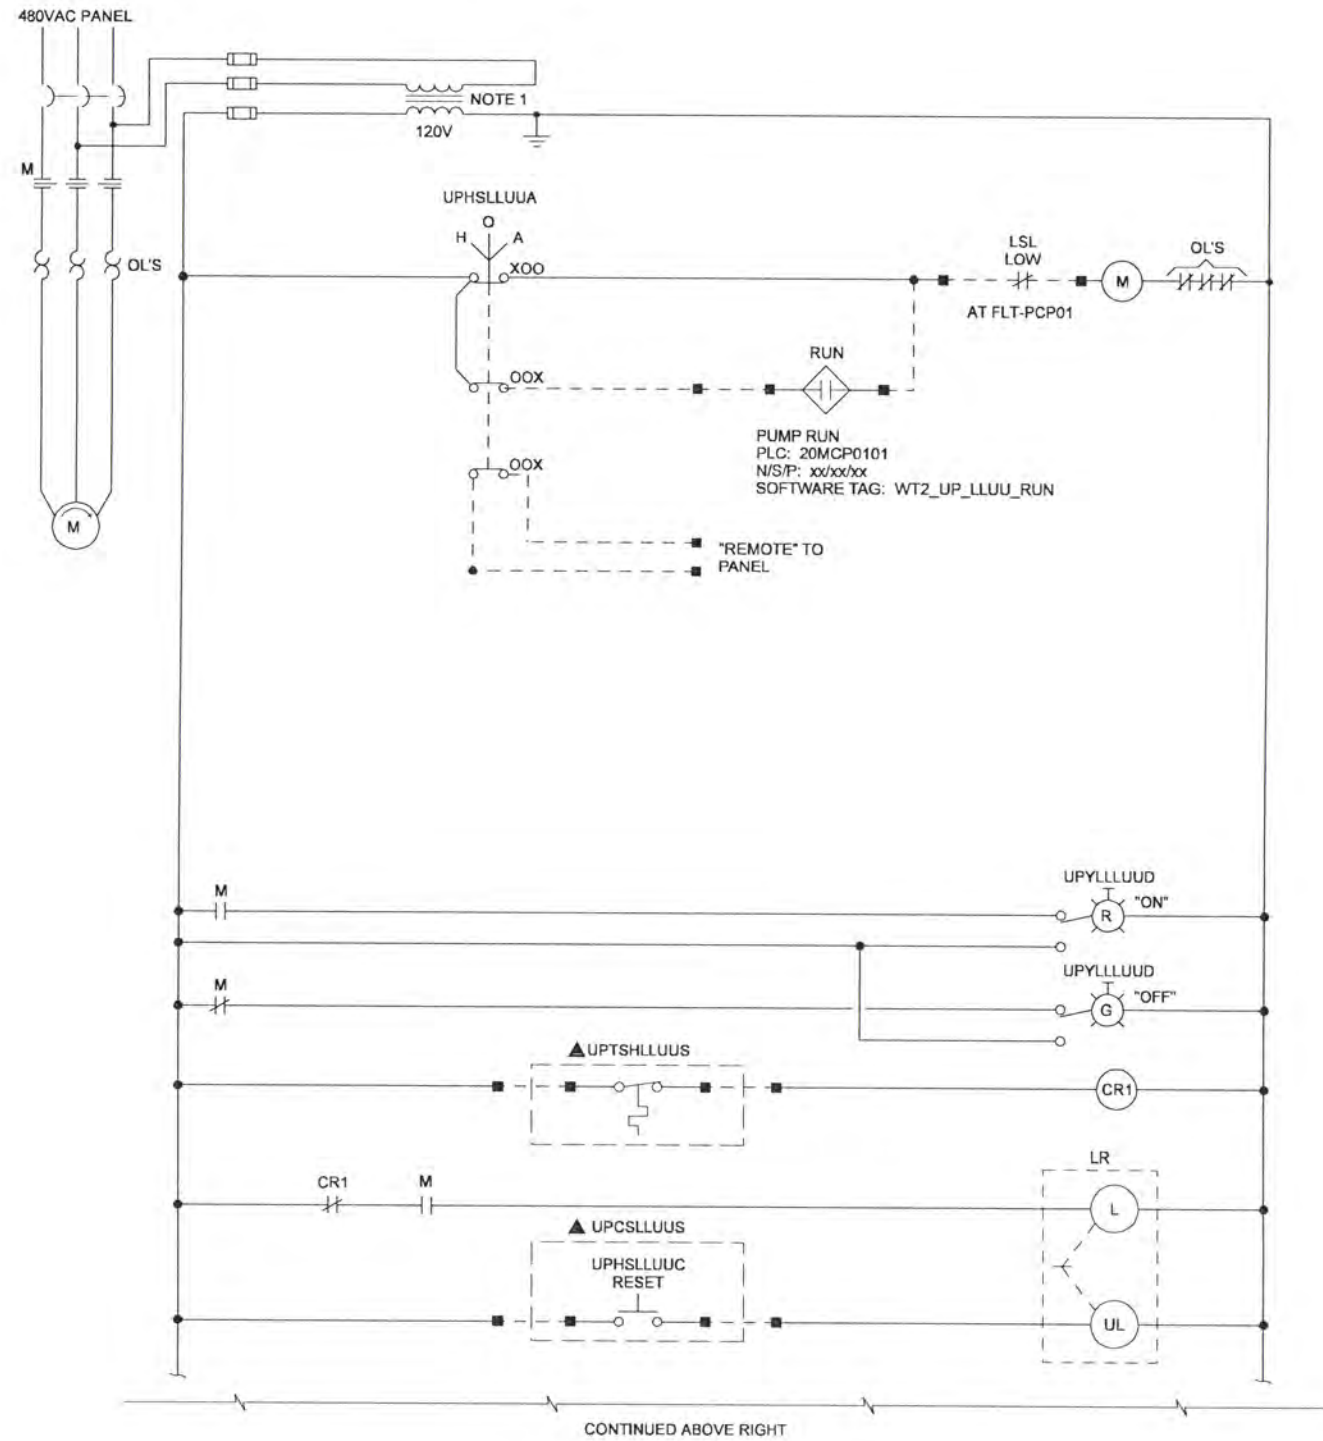 480VAC PANEL
NOTE 1
120V
M
OL'S
UPHSLLUUA
O
H
A
XOO
LSL
LOW
OL'S
M
AT FLT-PCP01
OOX
RUN
PUMP RUN
PLC: 20MCP0101
N/S/P: xx/xx/xx
SOFTWARE TAG: WT2_UP_LLUU_RUN
OOX
M
"REMOTE" TO
PANEL
M
UPYLLLUUD
"ON"
R
M
UPYLLLUUD
"OFF"
G
UPTSHLLUUS
CR1
CR1
M
LR
L
UPCSLLUUS
UPHSLLUUC
RESET
UL
CONTINUED ABOVE RIGHT